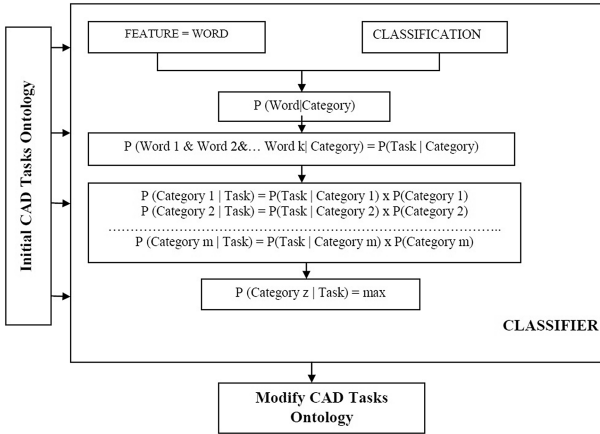 Initial CAD Tasks Ontology
FEATURE = WORD
CLASSIFICATION
P (Word|Category)
P (Word 1 & Word 2&… Word k| Category) = P(Task | Category)
P (Category 1 | Task) = P(Task | Category 1) x P(Category 1)
P (Category 2 | Task) = P(Task | Category 2) x P(Category 2)
……………………………………………………………..
P (Category m | Task) = P(Task | Category m) x P(Category m)
P (Category z | Task) = max
CLASSIFIER
Modify CAD Tasks
Ontology